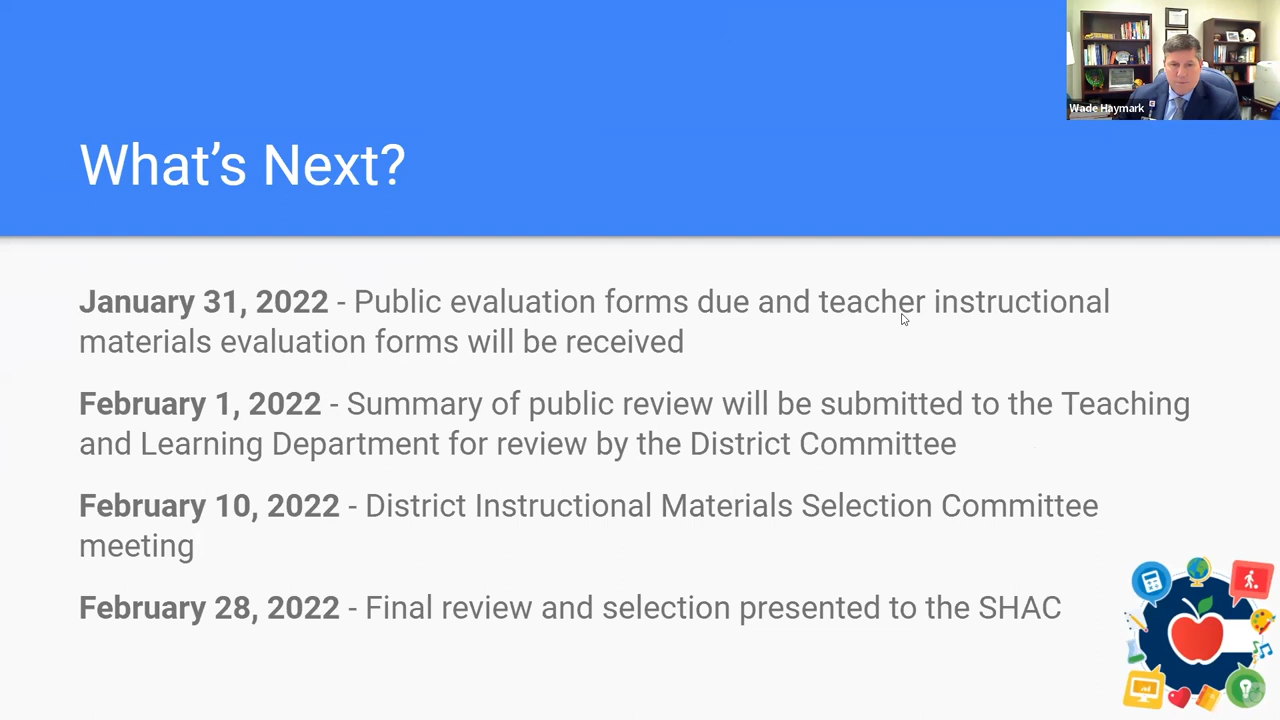 Wade Haymark
What's Next?
January 31, 2022 - Public evaluation forms due and teacher instructional
materials evaluation forms will be received
February 1, 2022 - Summary of public review will be submitted to the Teaching
and Learning Department for review by the District Committee
February 10, 2022 - District Instructional Materials Selection Committee
meeting
February 28, 2022 - Final review and selection presented to the SHAC